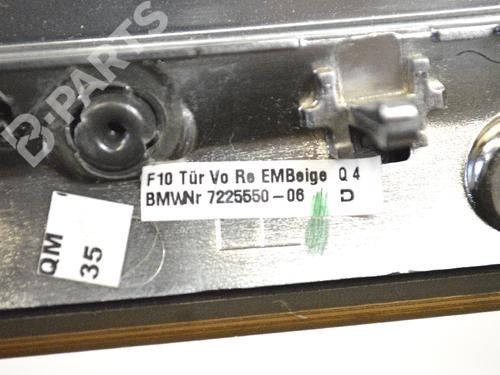 B-PARTS
F10 Tür Vo Re EMBeige Q 4
BMWNr 7225550-06 D
QM
35